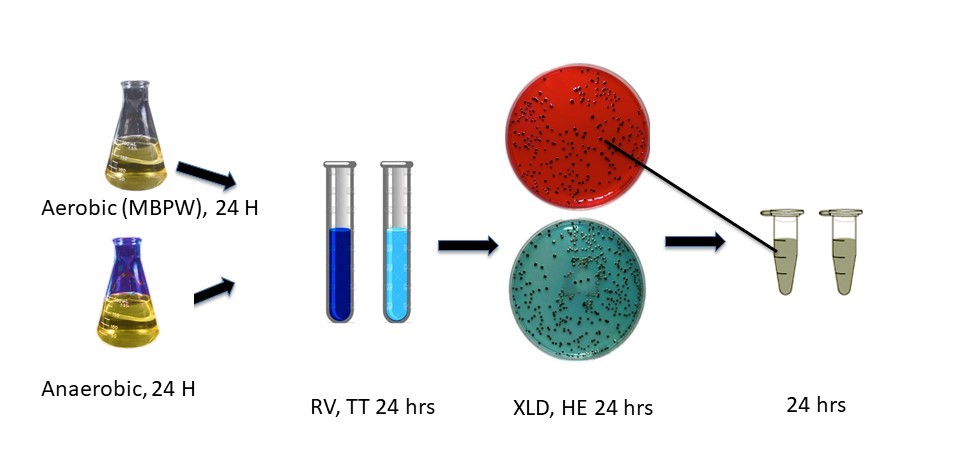 Aerobic (MBPW), 24 H
Anaerobic, 24 H
RV, TT 24 hrs
XLD, HE 24 hrs
24 hrs